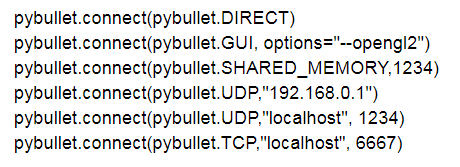 pybullet.connect(pybullet.DIRECT)
pybullet.connect(pybullet.GUI, options="--opengl2")
pybullet.connect(pybullet.SHARED_MEMORY,1234)
pybullet.connect(pybullet.UDP,"192.168.0.1")
pybullet.connect(pybullet.UDP,"localhost", 1234)
pybullet.connect(pybullet.TCP,"localhost", 6667)